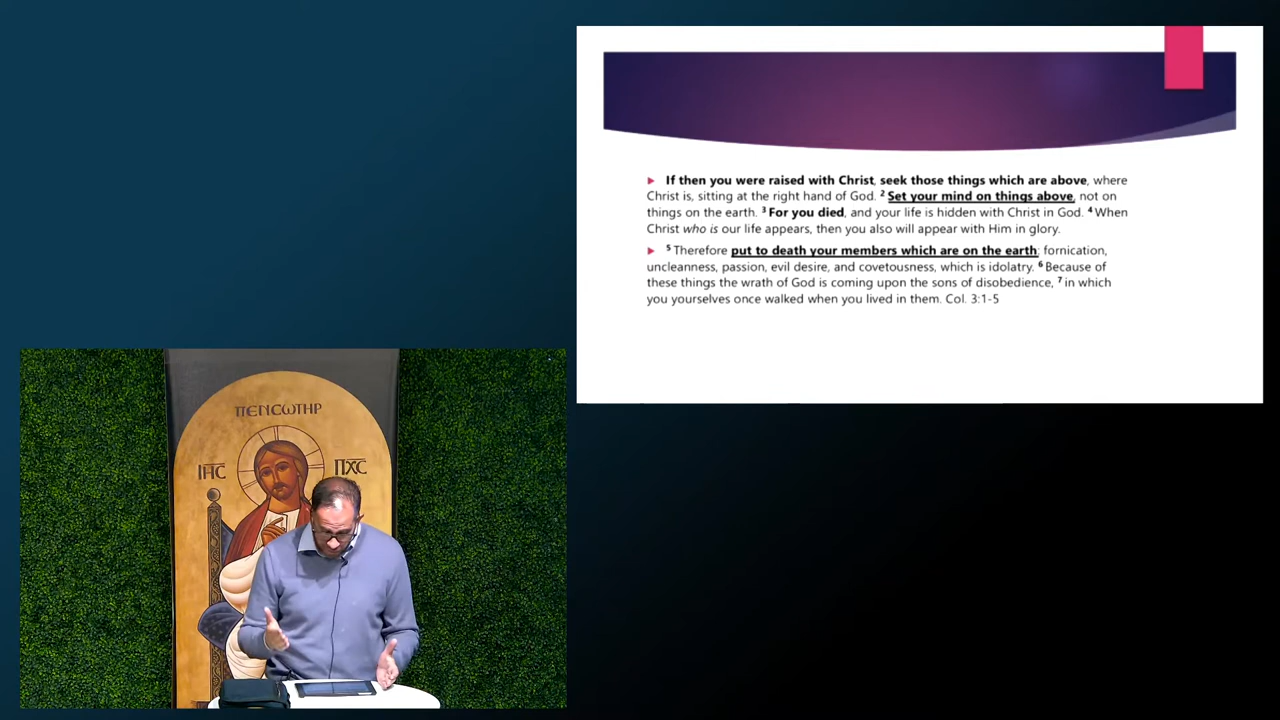 If then you were raised with Christ, seek those things which are above, where
Christ is, sitting at the right hand of God. ² Set your mind on things above, not on
things on the earth. ³ For you died, and your life is hidden with Christ in God. ⁴ When
Christ who is our life appears, then you also will appear with Him in glory.
⁵ Therefore put to death your members which are on the earth: fornication,
uncleanness, passion, evil desire, and covetousness, which is idolatry. ⁶ Because of
these things the wrath of God is coming upon the sons of disobedience, ⁷ in which
you yourselves once walked when you lived in them. Col. 3:1-5
ⲠⲈⲚⲤⲰⲦⲎⲢ
ⲒⲎⲤ ⲠⲬⲤ